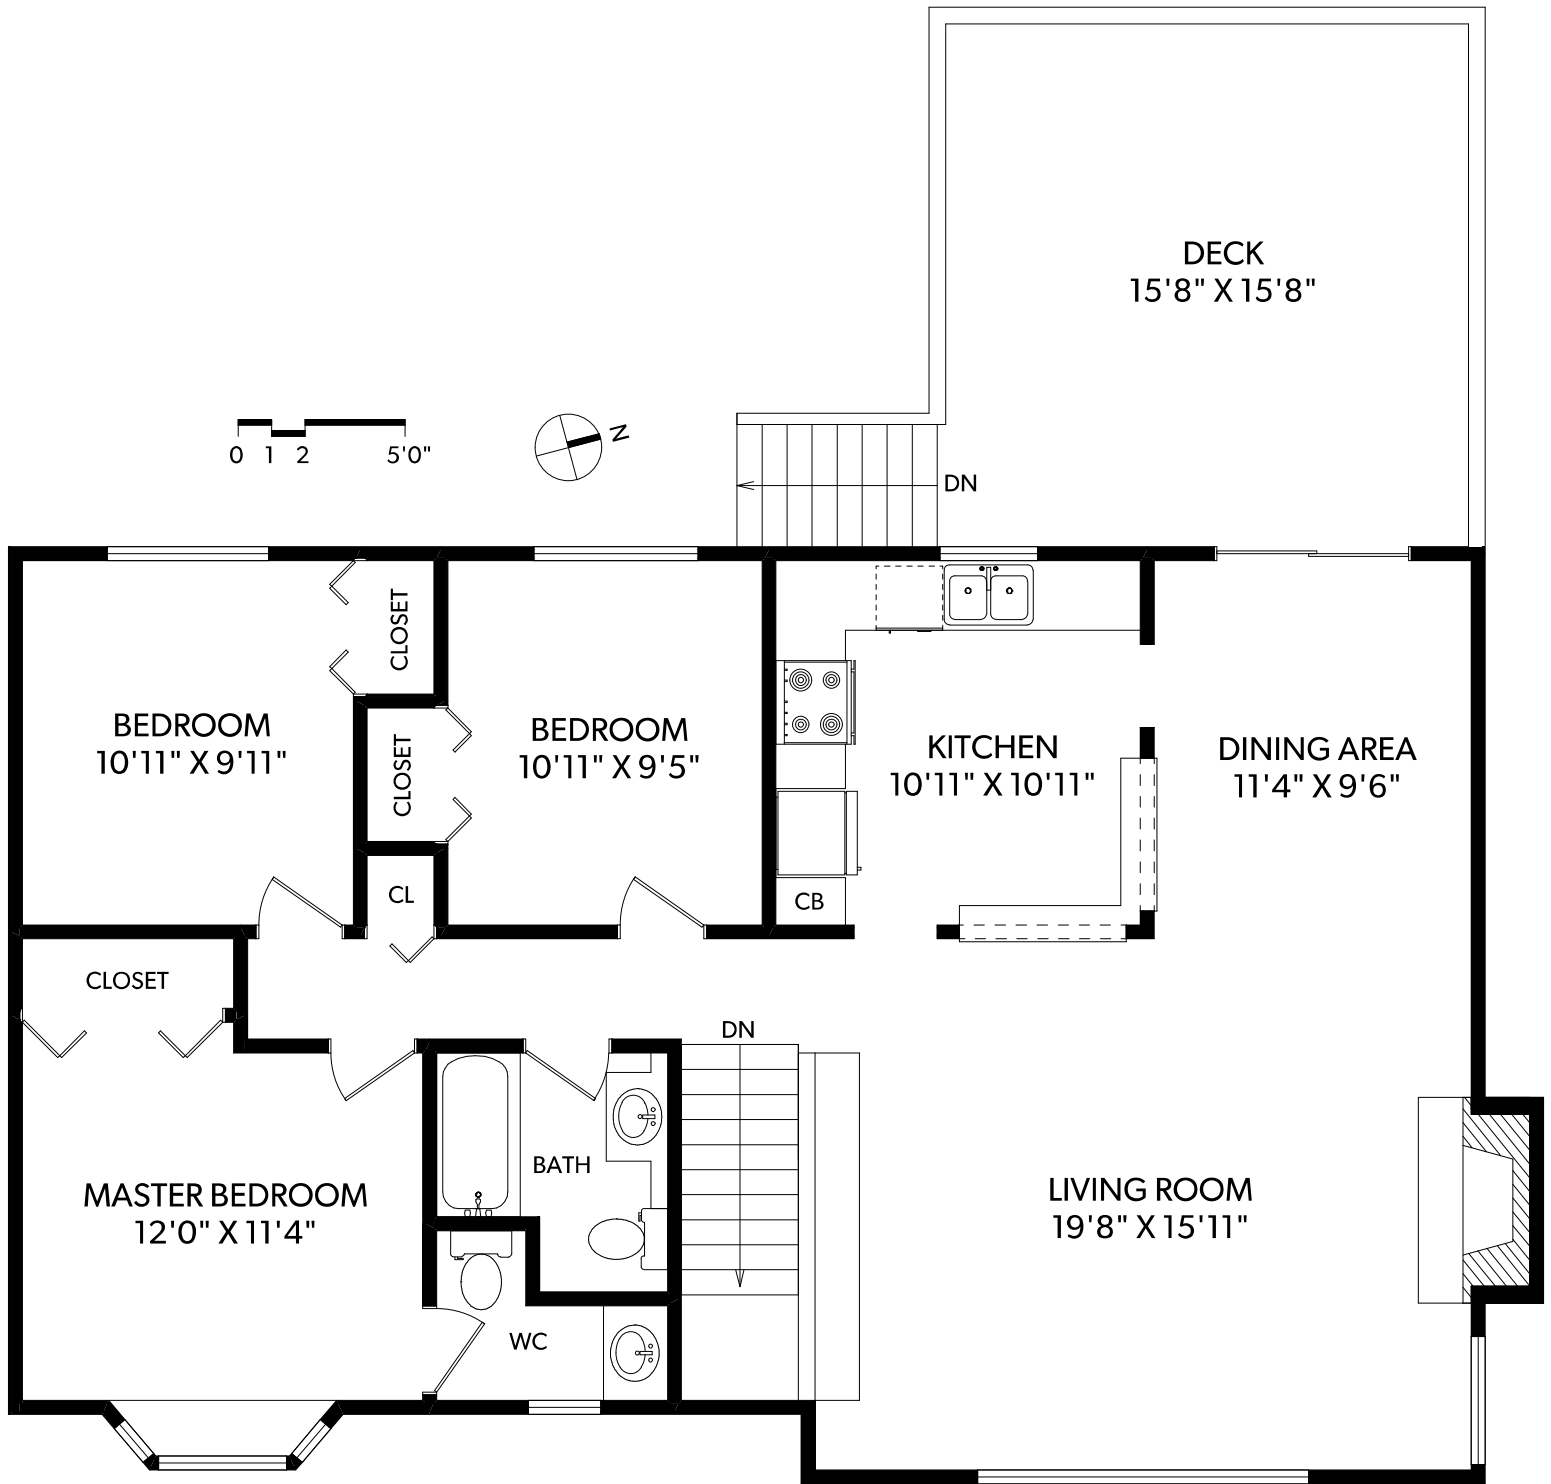 DECK
15'8" X 15'8"
0 1 2 5'0"
N
DN
CLOSET
BEDROOM
10'11" X 9'11"
CLOSET
BEDROOM
10'11" X 9'5"
KITCHEN
10'11" X 10'11"
DINING AREA
11'4" X 9'6"
CL
CB
CLOSET
DN
BATH
MASTER BEDROOM
12'0" X 11'4"
LIVING ROOM
19'8" X 15'11"
WC